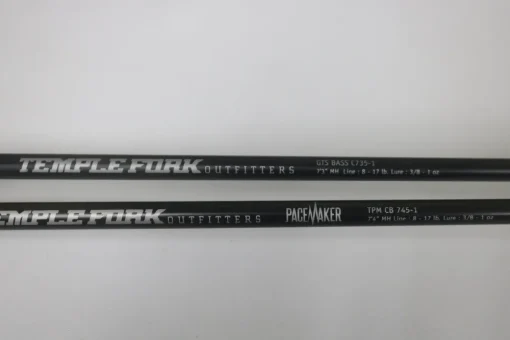 TEMPLE FORK OUTFITTERS GTS BASS C735-1
7'3" MH Line : 8 - 17 lb. Lure : 3/8 - 1 oz
TEMPLE FORK OUTFITTERS PACEMAKER TPM CB 745-1
7'4" MH Line : 8 - 17 lb. Lure : 3/8 - 1 oz